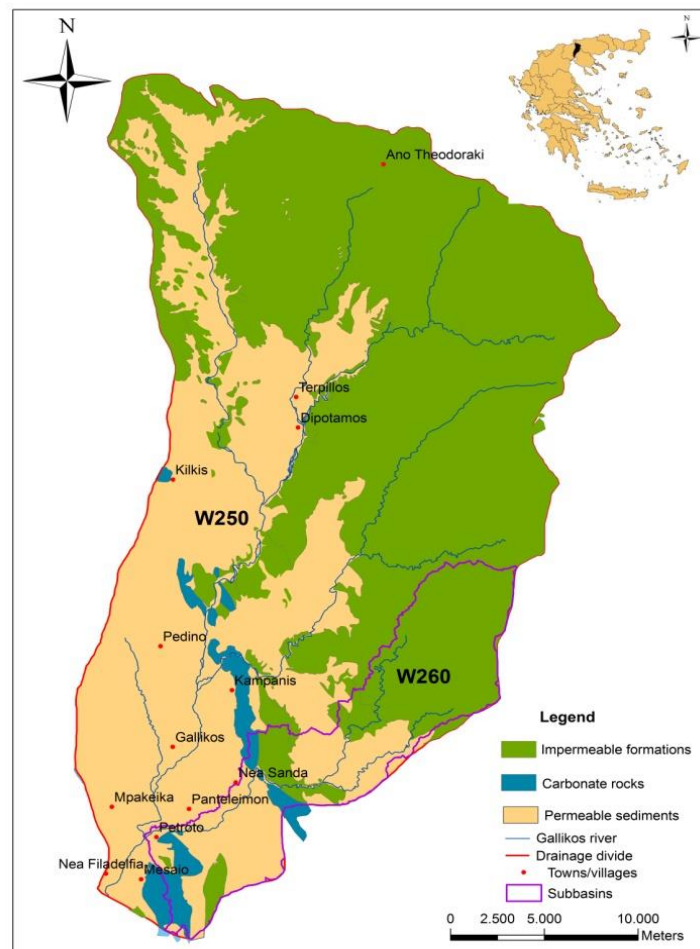 N
N
Ano Theodoraki
Terpillos
Dipotamos
Kilkis
W250
Pedino
W260
Kampanis
Gallikos
Nea Sanda
Mpakeika
Panteleimon
Petroto
Nea Filadelfia
Mesaio
Legend
Impermeable formations
Carbonate rocks
Permeable sediments
Gallikos river
Drainage divide
Towns/villages
Subbasins
0 2.500 5.000 10.000
Meters